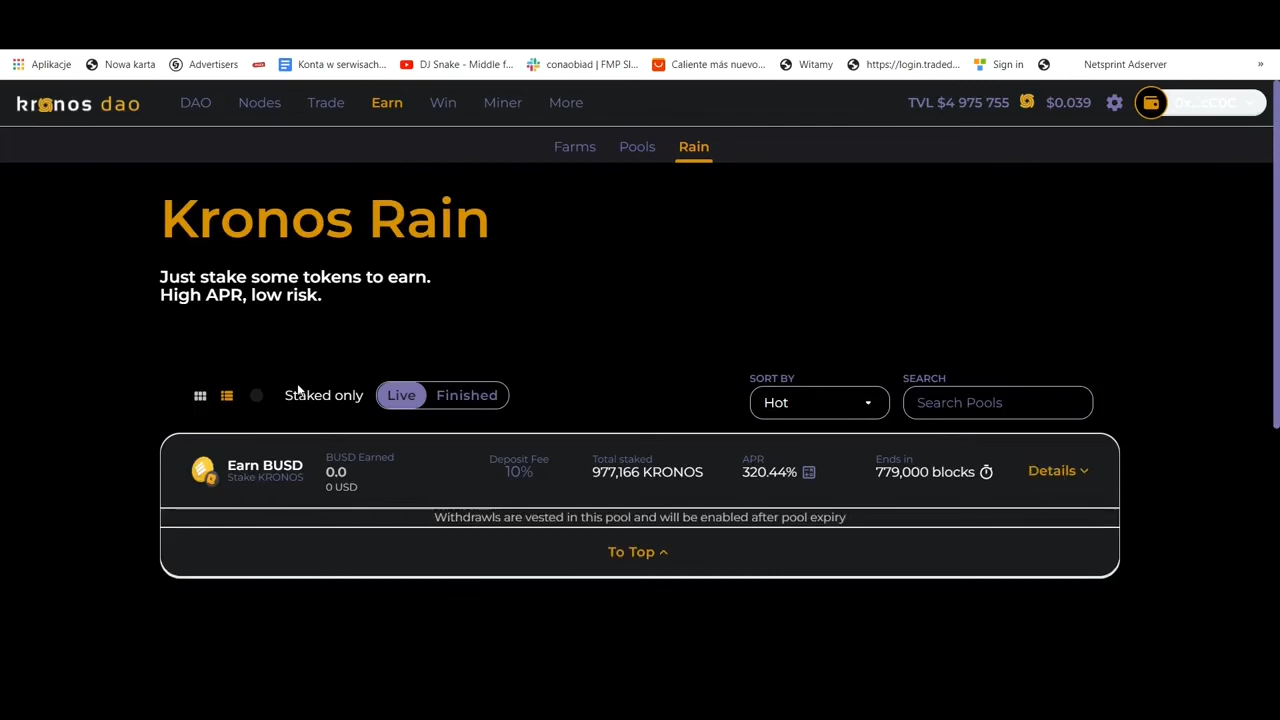 Aplikacje Nowa karta Advertisers Konta w serwisach... DJ Snake - Middle f... conaobiad | FMP Sl... Caliente más nuevo... Witamy https://login.traded... Sign in Netsprint Adserver »
kronos dao DAO Nodes Trade Earn Win Miner More TVL $4 975 755 $0.039
Farms Pools Rain
Kronos Rain
Just stake some tokens to earn.
High APR, low risk.
Staked only Live Finished
SORT BY SEARCH
Hot Search Pools
Earn BUSD
Stake KRONOS
BUSD Earned
0.0
0 USD
Deposit Fee
10%
Total staked
977,166 KRONOS
APR
320.44%
Ends in
779,000 blocks
Details
Withdrawls are vested in this pool and will be enabled after pool expiry
To Top